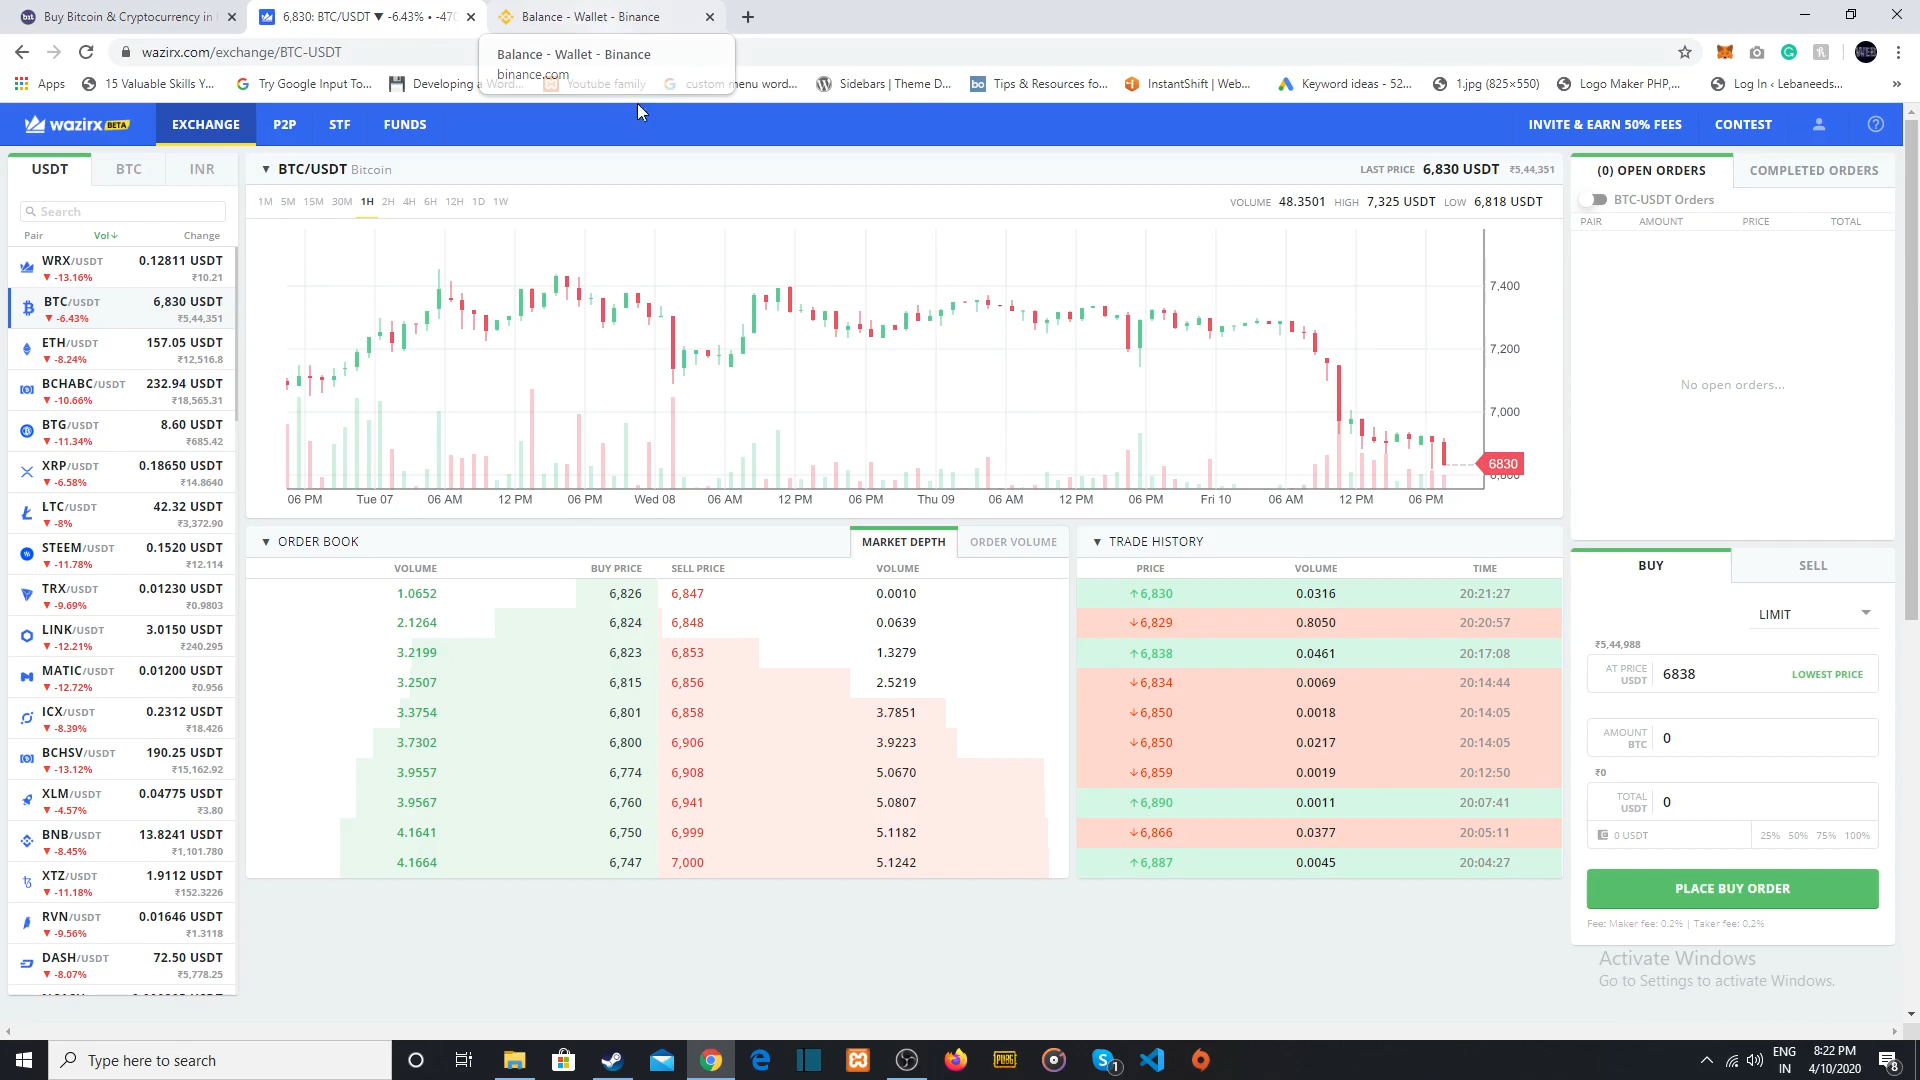 Buy Bitcoin & Cryptocurrency in
6,830: BTC/USDT ▼ -6.43% • -470
Balance - Wallet - Binance
wazirx.com/exchange/BTC-USDT
Balance - Wallet - Binance
binance.com
Apps
15 Valuable Skills Y...
Try Google Input To...
Developing a Word...
Youtube family
custom menu word...
Sidebars | Theme D...
Tips & Resources fo...
InstantShift | Web...
Keyword ideas - 52...
1.jpg (825×550)
Logo Maker PHP,...
Log In ‹ Lebaneeds...
wazirx BETA
EXCHANGE
P2P
STF
FUNDS
INVITE & EARN 50% FEES
CONTEST
USDT BTC INR
Search
Pair Vol↓ Change
WRX/USDT 0.12811 USDT
▼ -13.16% ₹10.21
BTC/USDT 6,830 USDT
▼ -6.43% ₹5,44,351
ETH/USDT 157.05 USDT
▼ -8.24% ₹12,516.8
BCHABC/USDT 232.94 USDT
▼ -10.66% ₹18,565.31
BTG/USDT 8.60 USDT
▼ -11.34% ₹685.42
XRP/USDT 0.18650 USDT
▼ -6.58% ₹14.8640
LTC/USDT 42.32 USDT
▼ -8% ₹3,372.90
STEEM/USDT 0.1520 USDT
▼ -11.78% ₹12.114
TRX/USDT 0.01230 USDT
▼ -9.69% ₹0.9803
LINK/USDT 3.0150 USDT
▼ -12.21% ₹240.295
MATIC/USDT 0.01200 USDT
▼ -12.72% ₹0.956
ICX/USDT 0.2312 USDT
▼ -8.39% ₹18.426
BCHSV/USDT 190.25 USDT
▼ -13.12% ₹15,162.92
XLM/USDT 0.04775 USDT
▼ -4.57% ₹3.80
BNB/USDT 13.8241 USDT
▼ -8.45% ₹1,101.780
XTZ/USDT 1.9112 USDT
▼ -11.18% ₹152.3226
RVN/USDT 0.01646 USDT
▼ -9.56% ₹1.3118
DASH/USDT 72.50 USDT
▼ -8.07% ₹5,778.25
▼ BTC/USDT Bitcoin
LAST PRICE 6,830 USDT ₹5,44,351
1M 5M 15M 30M 1H 2H 4H 6H 12H 1D 1W
VOLUME 48.3501 HIGH 7,325 USDT LOW 6,818 USDT
7,400
7,200
7,000
6830
6,800
06 PM Tue 07 06 AM 12 PM 06 PM Wed 08 06 AM 12 PM 06 PM Thu 09 06 AM 12 PM 06 PM Fri 10 06 AM 12 PM 06 PM
▼ ORDER BOOK
MARKET DEPTH ORDER VOLUME
VOLUME BUY PRICE SELL PRICE VOLUME
1.0652 6,826 6,847 0.0010
2.1264 6,824 6,848 0.0639
3.2199 6,823 6,853 1.3279
3.2507 6,815 6,856 2.5219
3.3754 6,801 6,858 3.7851
3.7302 6,800 6,906 3.9223
3.9557 6,774 6,908 5.0670
3.9567 6,760 6,941 5.0807
4.1641 6,750 6,999 5.1182
4.1664 6,747 7,000 5.1242
▼ TRADE HISTORY
PRICE VOLUME TIME
↑6,830 0.0316 20:21:27
↓6,829 0.8050 20:20:57
↑6,838 0.0461 20:17:08
↓6,834 0.0069 20:14:44
↓6,850 0.0018 20:14:05
↓6,850 0.0217 20:14:05
↓6,859 0.0019 20:12:50
↑6,890 0.0011 20:07:41
↓6,866 0.0377 20:05:11
↑6,887 0.0045 20:04:27
(0) OPEN ORDERS COMPLETED ORDERS
BTC-USDT Orders
PAIR AMOUNT PRICE TOTAL
No open orders...
BUY SELL
LIMIT
₹5,44,988
AT PRICE
USDT
6838
LOWEST PRICE
AMOUNT
BTC
0
₹0
TOTAL
USDT
0
0 USDT
25% 50% 75% 100%
PLACE BUY ORDER
Fee: Maker fee: 0.2% | Taker fee: 0.2%
Activate Windows
Go to Settings to activate Windows.
Type here to search
ENG
IN
8:22 PM
4/10/2020